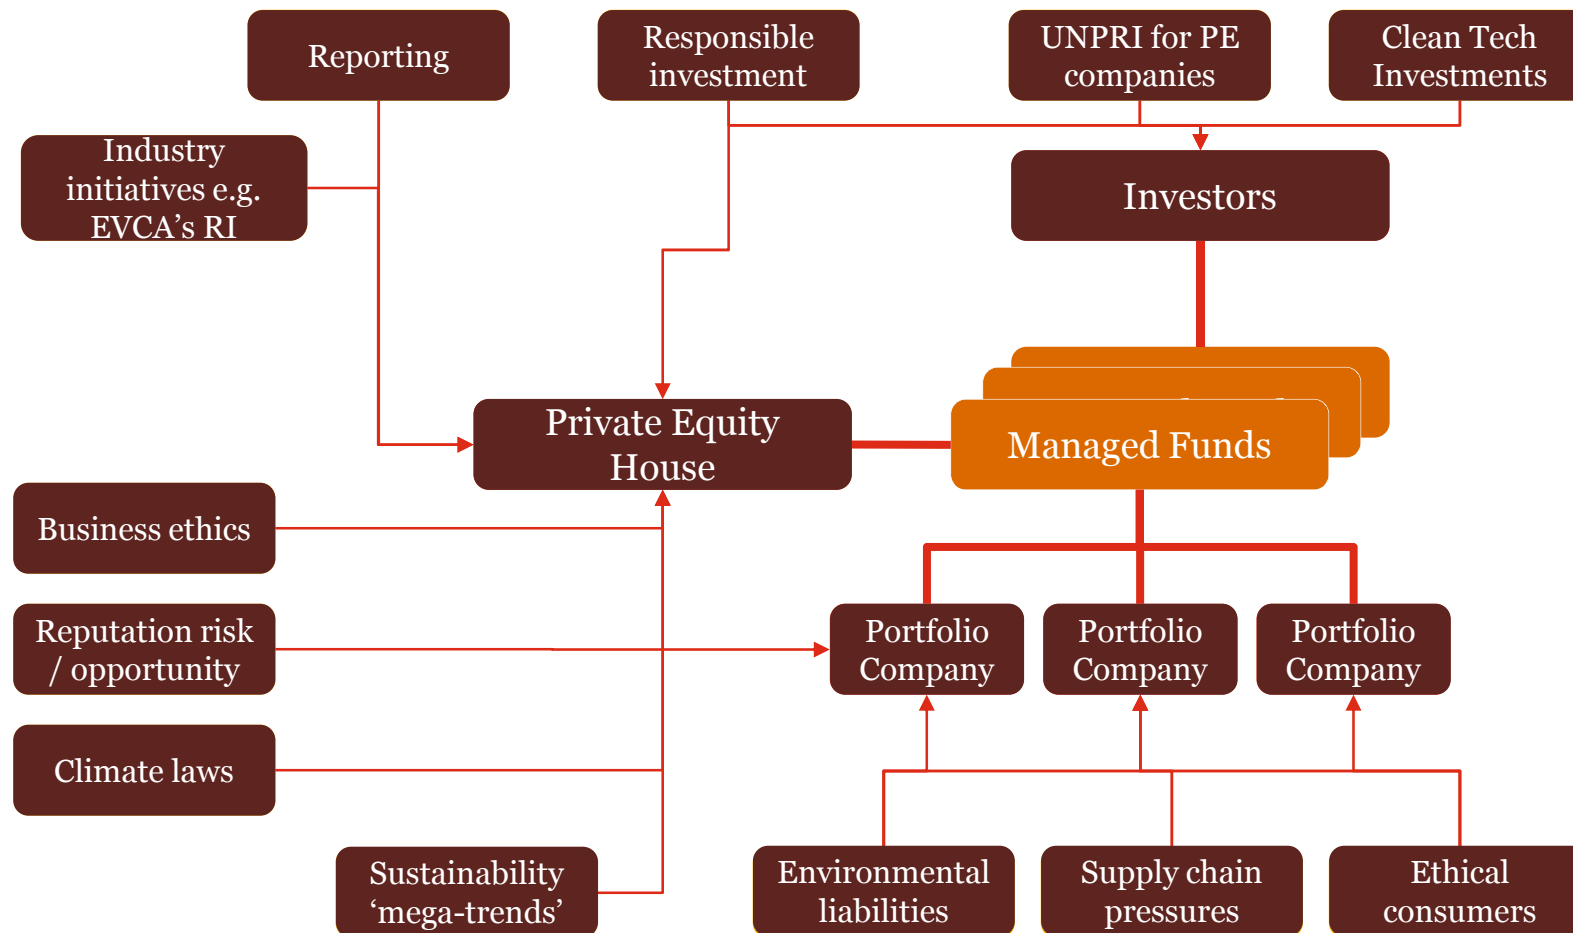 Reporting
Responsible
investment
UNPRI for PE
companies
Clean Tech
Investments
Industry
initiatives e.g.
EVCA’s RI
Investors
Private Equity
House
Managed Funds
Business ethics
Reputation risk
/ opportunity
Portfolio
Company
Portfolio
Company
Portfolio
Company
Climate laws
Sustainability
‘mega-trends’
Environmental
liabilities
Supply chain
pressures
Ethical
consumers